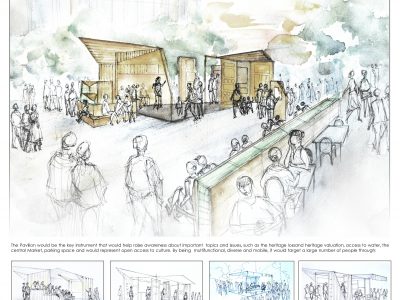 The Pavilion would be the key instrument that would help raise awareness about important topics and issues, such as the heritage lossand heritage valuation, access to water, the
central Market, parking space and would represent open access to culture. By being multifunctional, diverse and mobile, it would target a large number of people through: